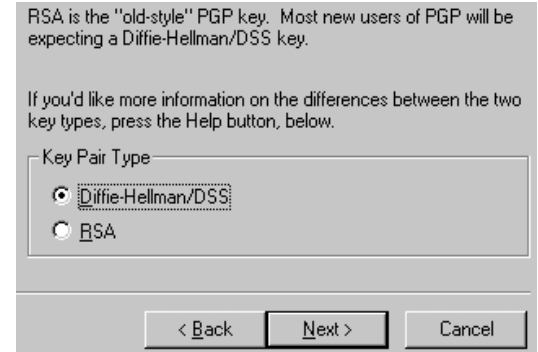 RSA is the "old-style" PGP key.  Most new users of PGP will be
expecting a Diffie-Hellman/DSS key.
If you'd like more information on the differences between the two
key types, press the Help button, below.
Key Pair Type
Diffie-Hellman/DSS
RSA
< Back Next > Cancel